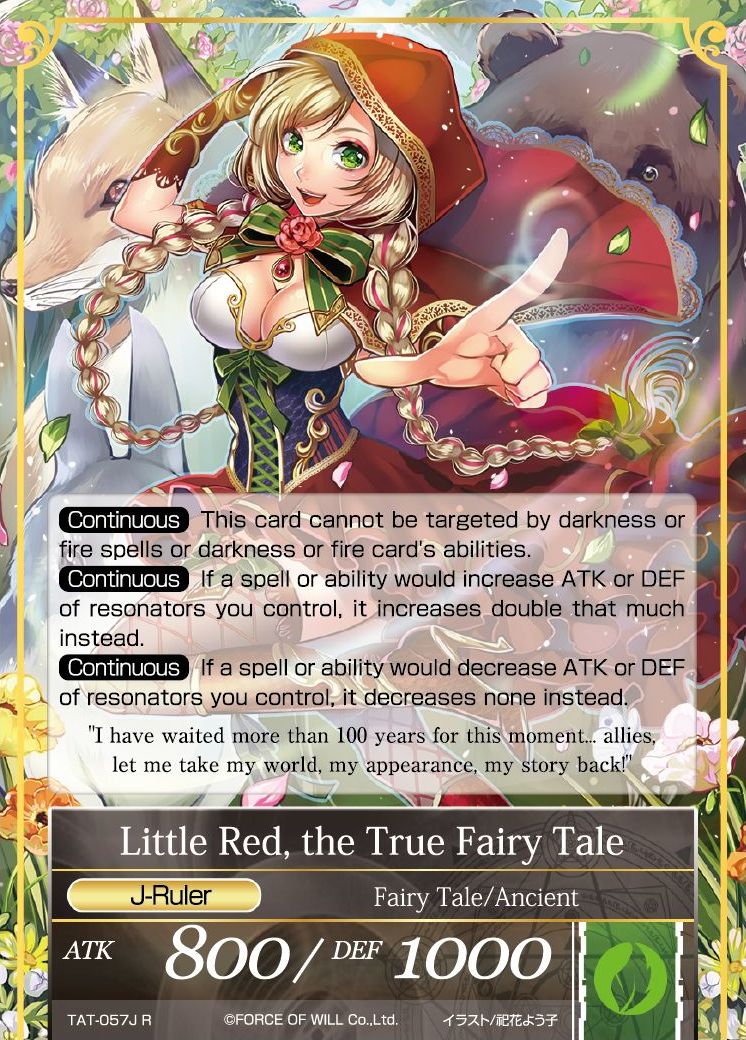 Continuous This card cannot be targeted by darkness or
fire spells or darkness or fire card's abilities.
Continuous If a spell or ability would increase ATK or DEF
of resonators you control, it increases double that much
instead.
Continuous If a spell or ability would decrease ATK or DEF
of resonators you control, it decreases none instead.
"I have waited more than 100 years for this moment... allies,
let me take my world, my appearance, my story back!"
Little Red, the True Fairy Tale
J-Ruler Fairy Tale/Ancient
ATK 800 / DEF 1000
TAT-057J R ©FORCE OF WILL Co.,Ltd. イラスト/祀花よう子